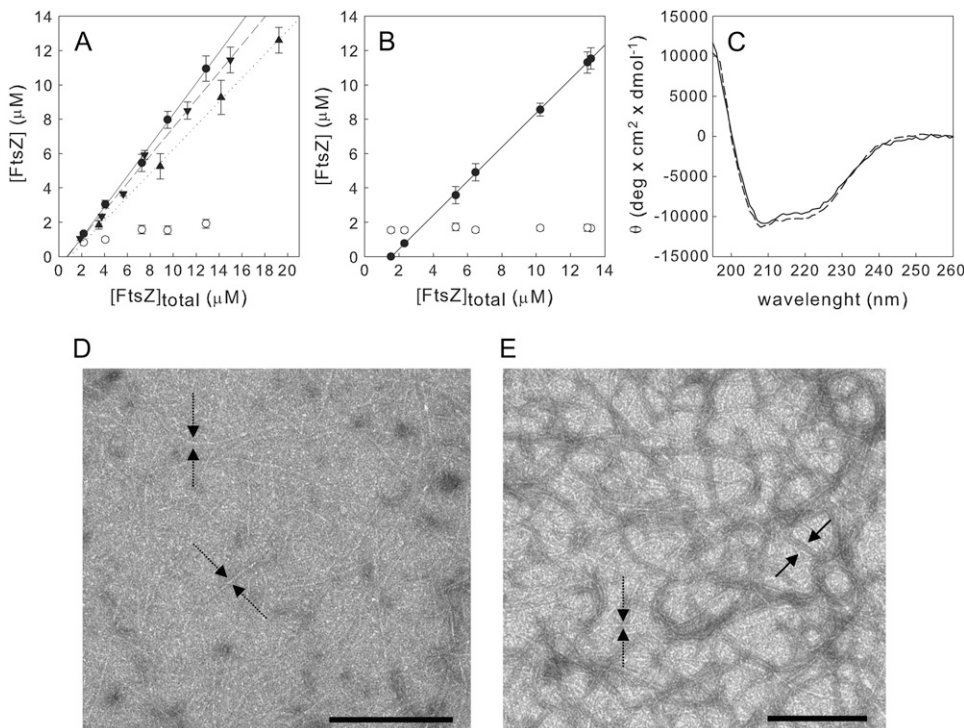 A
[FtsZ] (μM)
14
12
10
8
6
4
2
0
0 2 4 6 8 10 12 14 16 18 20
[FtsZ]total (μM)
B
[FtsZ] (μM)
14
12
10
8
6
4
2
0
0 2 4 6 8 10 12 14
[FtsZ]total (μM)
C
θ (deg x cm² x dmol⁻¹)
15000
10000
5000
0
-5000
-10000
-15000
200 210 220 230 240 250 260
wavelenght (nm)
D
E